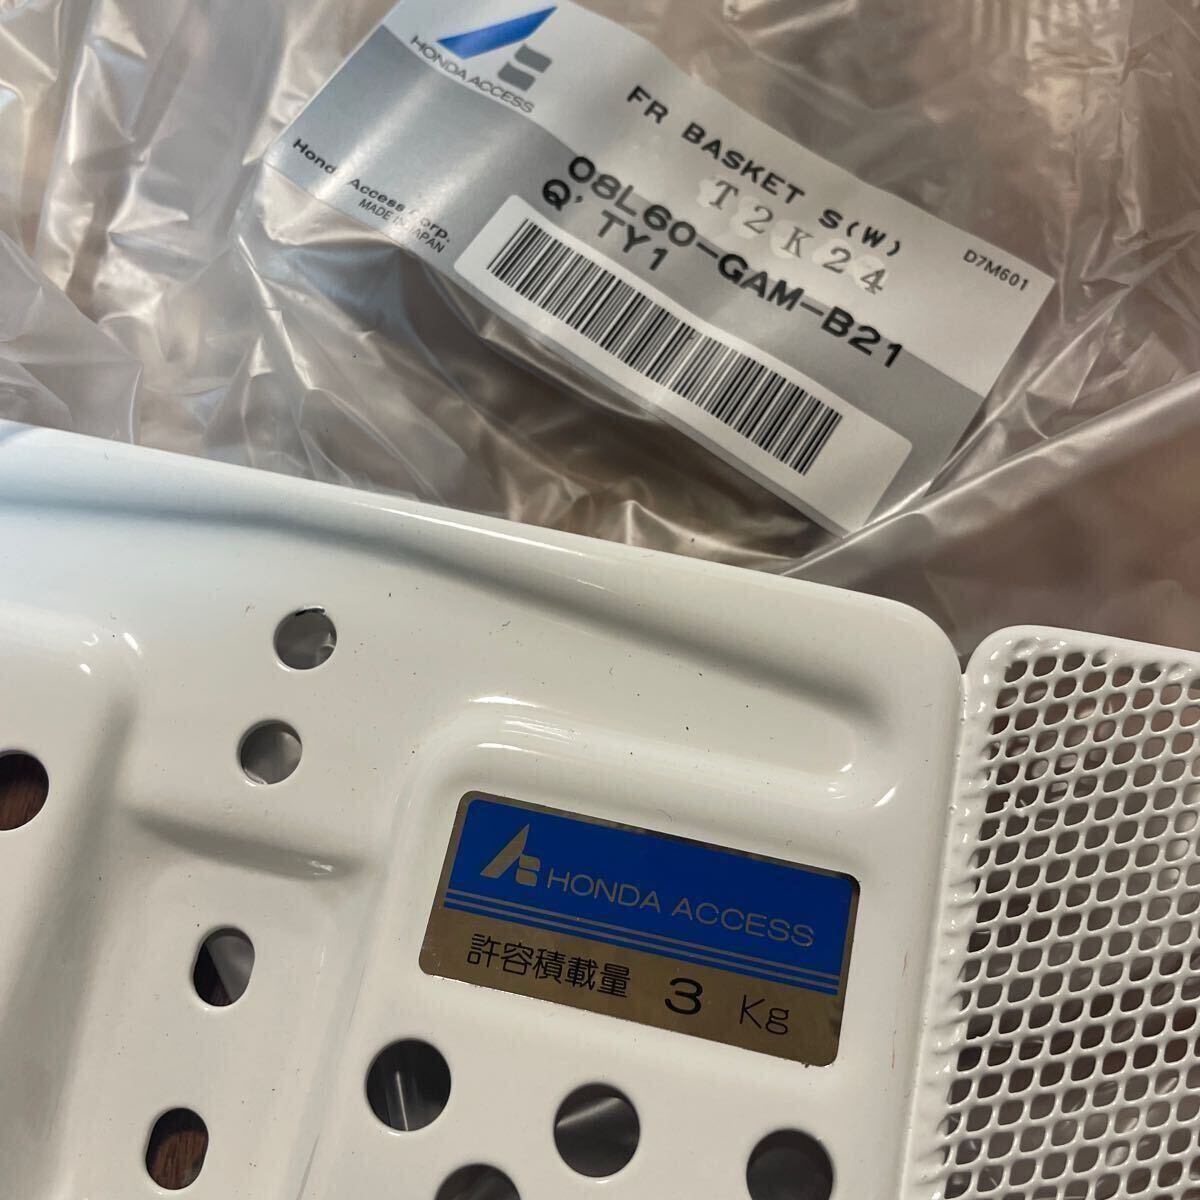 HONDA ACCESS
FR BASKET S(W)
T2K24
08L60-GAM-B21
Q'TY1
D7M601
Honda Access Corp.
MADE IN JAPAN
HONDA ACCESS
許容積載量 3 Kg